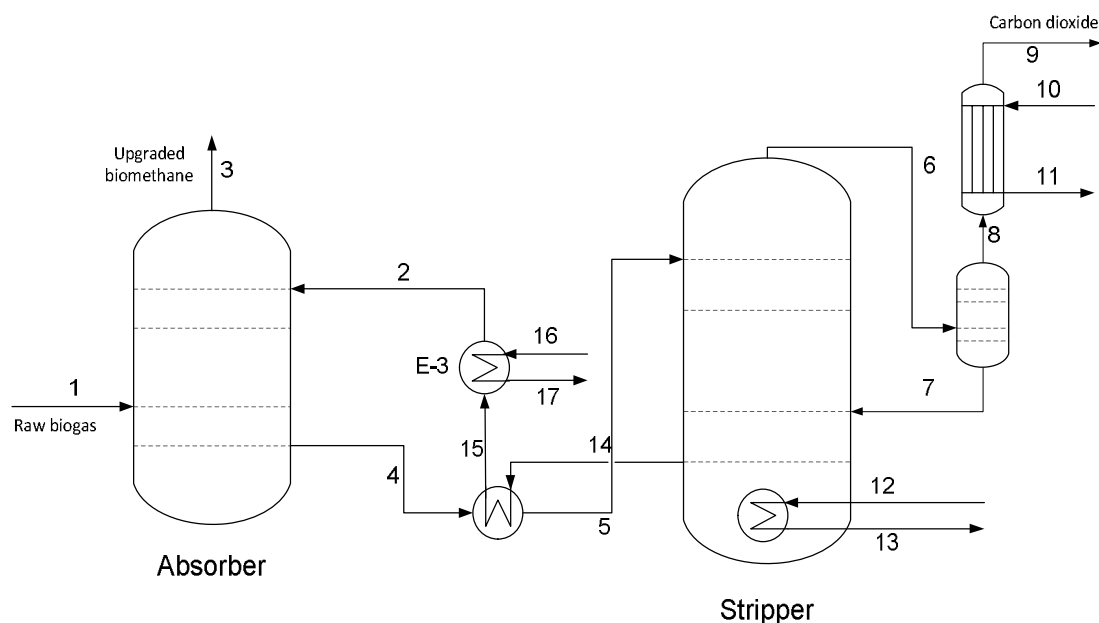 Carbon dioxide
9
10
Upgraded
biomethane
3
6
11
8
2
16
E-3
1
17
7
Raw biogas
15
14
4
12
5
13
Absorber
Stripper